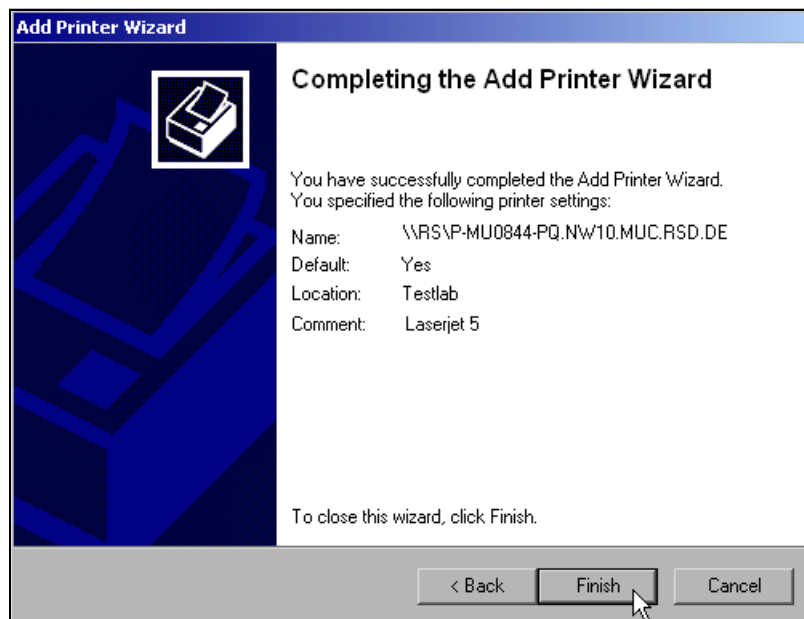 Add Printer Wizard
Completing the Add Printer Wizard
You have successfully completed the Add Printer Wizard.
You specified the following printer settings:
Name: \\RS\P-MU0844-PQ.NW10.MUC.RSD.DE
Default: Yes
Location: Testlab
Comment: Laserjet 5
To close this wizard, click Finish.
< Back Finish Cancel